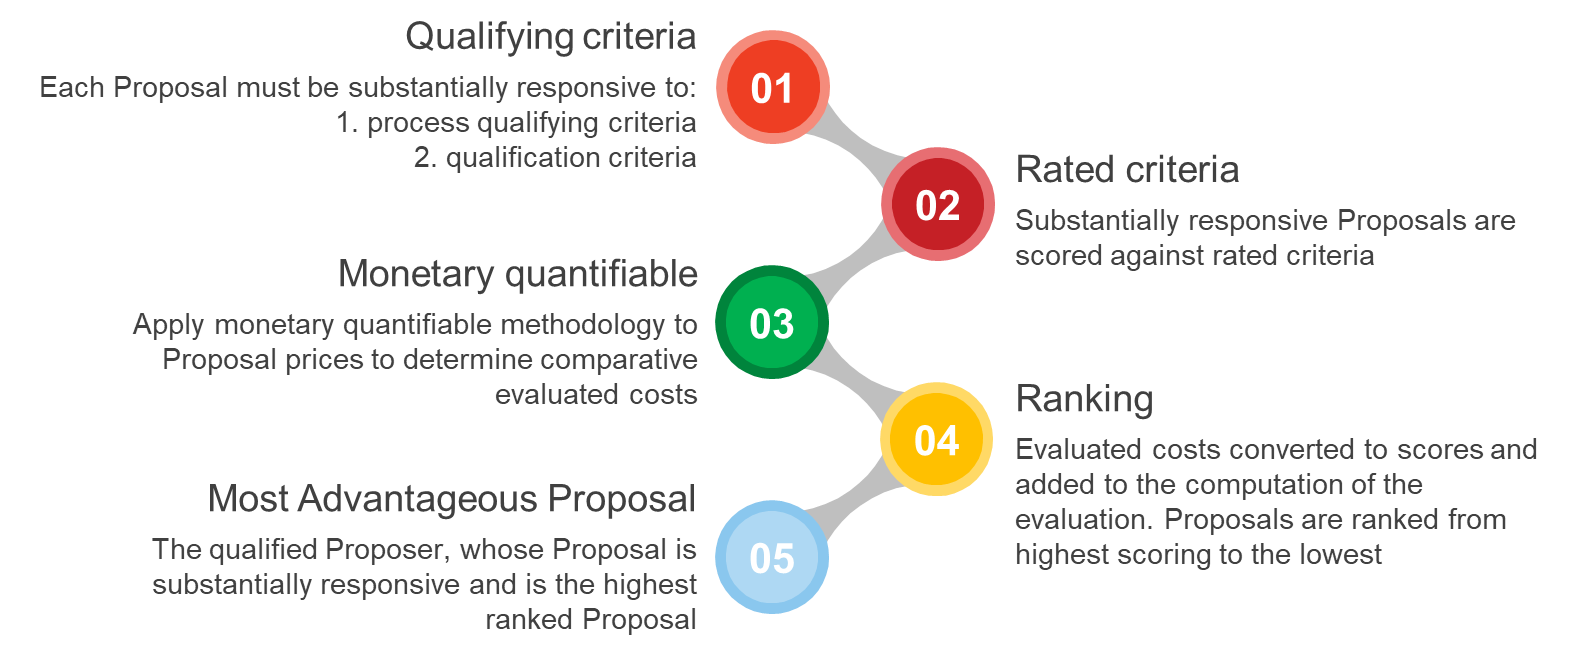 Qualifying criteria
Each Proposal must be substantially responsive to:
1. process qualifying criteria
2. qualification criteria
01
02
Rated criteria
Substantially responsive Proposals are
scored against rated criteria
Monetary quantifiable
Apply monetary quantifiable methodology to
Proposal prices to determine comparative
evaluated costs
03
04
Ranking
Evaluated costs converted to scores and
added to the computation of the
evaluation. Proposals are ranked from
highest scoring to the lowest
Most Advantageous Proposal
The qualified Proposer, whose Proposal is
substantially responsive and is the highest
ranked Proposal
05